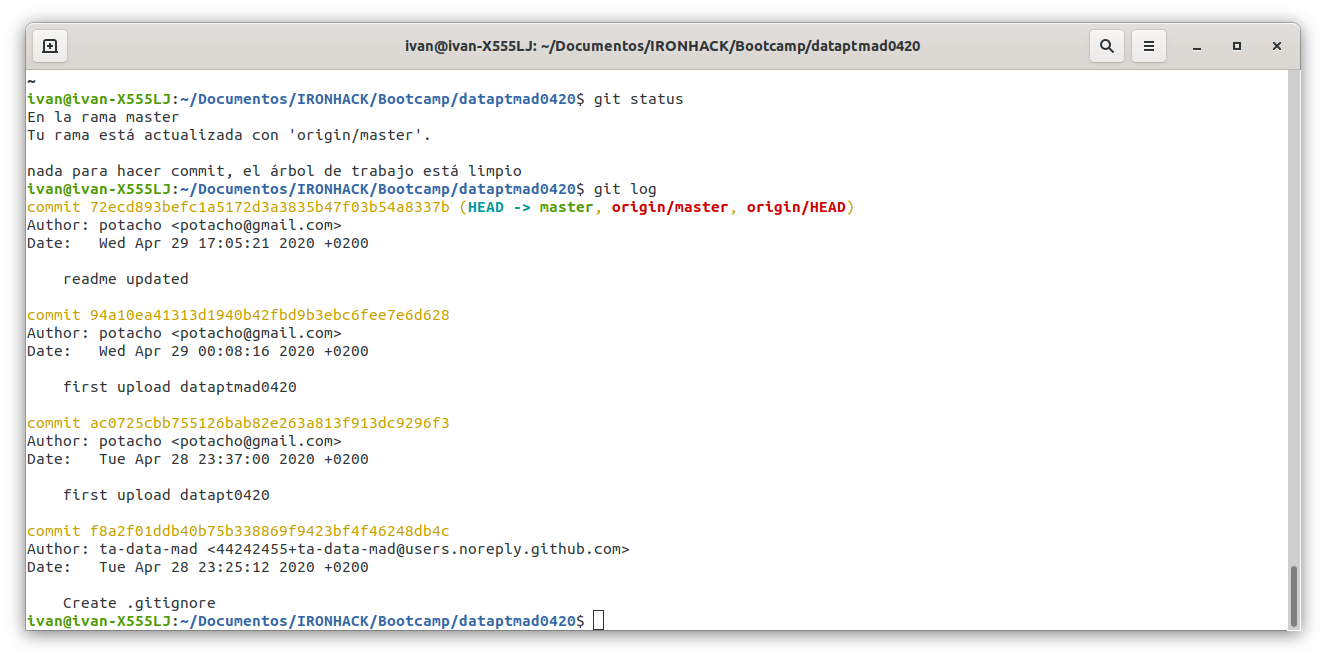 ivan@ivan-X555LJ: ~/Documentos/IRONHACK/Bootcamp/dataptmad0420
~
ivan@ivan-X555LJ:~/Documentos/IRONHACK/Bootcamp/dataptmad0420$ git status
En la rama master
Tu rama está actualizada con 'origin/master'.
nada para hacer commit, el árbol de trabajo está limpio
ivan@ivan-X555LJ:~/Documentos/IRONHACK/Bootcamp/dataptmad0420$ git log
commit 72ecd893befc1a5172d3a3835b47f03b54a8337b (HEAD -> master, origin/master, origin/HEAD)
Author: potacho <potacho@gmail.com>
Date:   Wed Apr 29 17:05:21 2020 +0200
    readme updated
commit 94a10ea41313d1940b42fbd9b3ebc6fee7e6d628
Author: potacho <potacho@gmail.com>
Date:   Wed Apr 29 00:08:16 2020 +0200
    first upload dataptmad0420
commit ac0725cbb755126bab82e263a813f913dc9296f3
Author: potacho <potacho@gmail.com>
Date:   Tue Apr 28 23:37:00 2020 +0200
    first upload datapt0420
commit f8a2f01ddb40b75b338869f9423bf4f46248db4c
Author: ta-data-mad <44242455+ta-data-mad@users.noreply.github.com>
Date:   Tue Apr 28 23:25:12 2020 +0200
    Create .gitignore
ivan@ivan-X555LJ:~/Documentos/IRONHACK/Bootcamp/dataptmad0420$